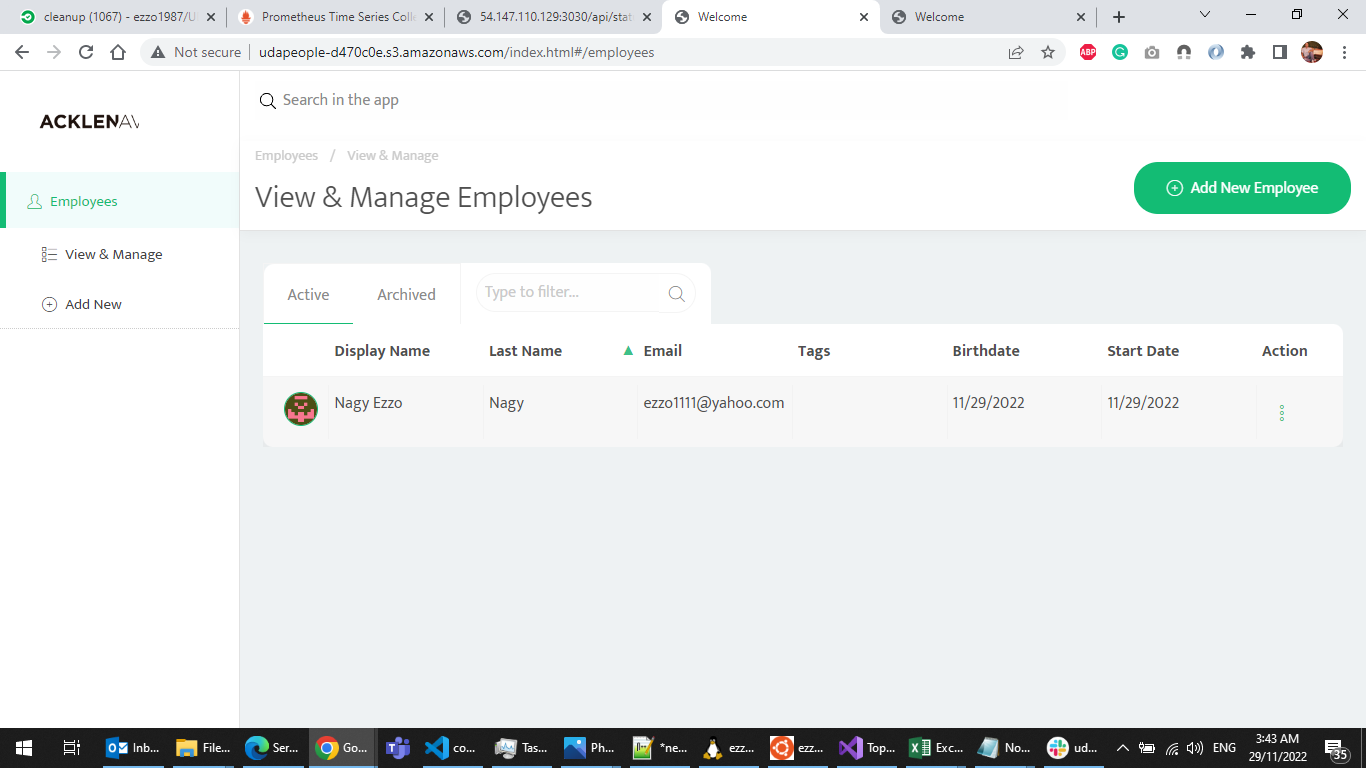 cleanup (1067) - ezzo1987/U
Prometheus Time Series Colle
54.147.110.129:3030/api/stat
Welcome
Welcome
Not secure
udapeople-d470c0e.s3.amazonaws.com/index.html#/employees
ABP
ACKLENAV
Search in the app
Employees / View & Manage
View & Manage Employees
Add New Employee
Employees
View & Manage
Add New
Active
Archived
Type to filter...
Display Name
Last Name
Email
Tags
Birthdate
Start Date
Action
Nagy Ezzo
Nagy
ezzo1111@yahoo.com
11/29/2022
11/29/2022
Inb...
File...
Ser...
Go...
co...
Tas...
Ph...
*ne...
ezz...
ezz...
Top...
Exc...
No...
ud...
ENG
3:43 AM
29/11/2022
35